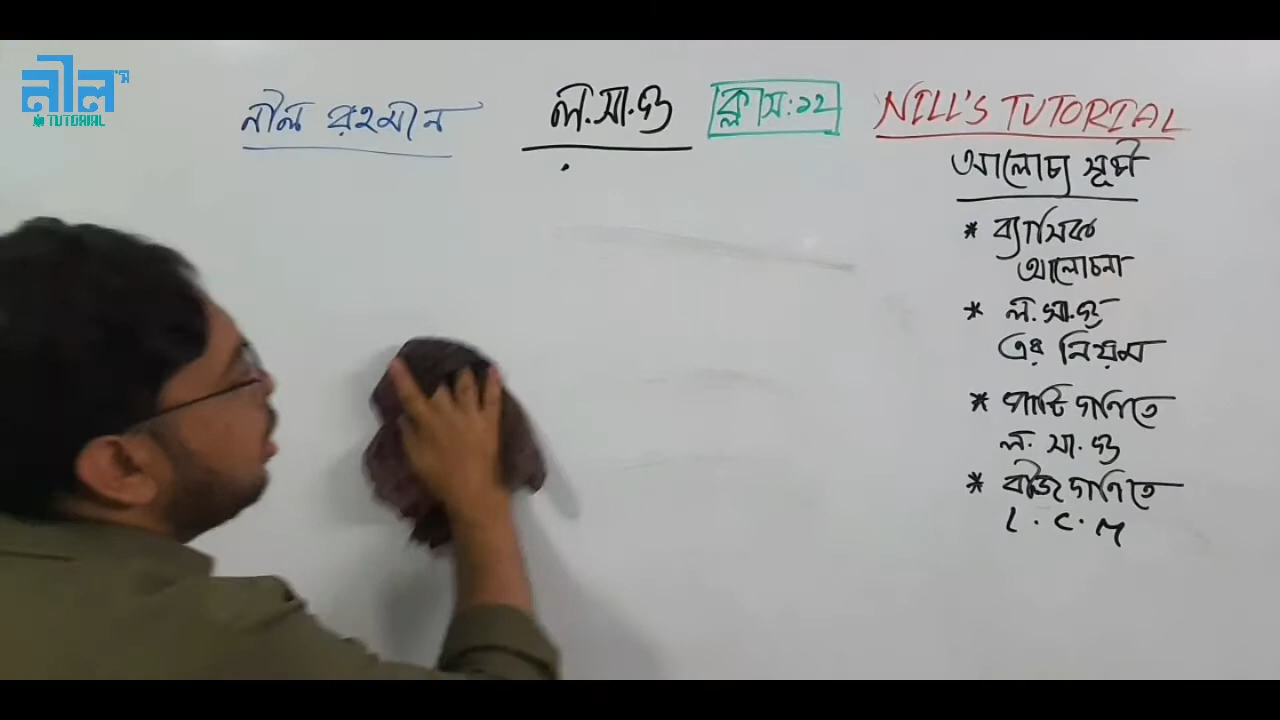 নীল'স
TUTORIAL
নীল রহমান
ল.সা.গু
ক্লাস:১২
NILL'S TUTORIAL
আলোচ্য সূচী
* ব্যাসিক
আলোচনা
* ল.সা.গু
এর নিয়ম
* পাটিগণিতে
ল. সা. গু
* বীজগণিতে
L. C. M